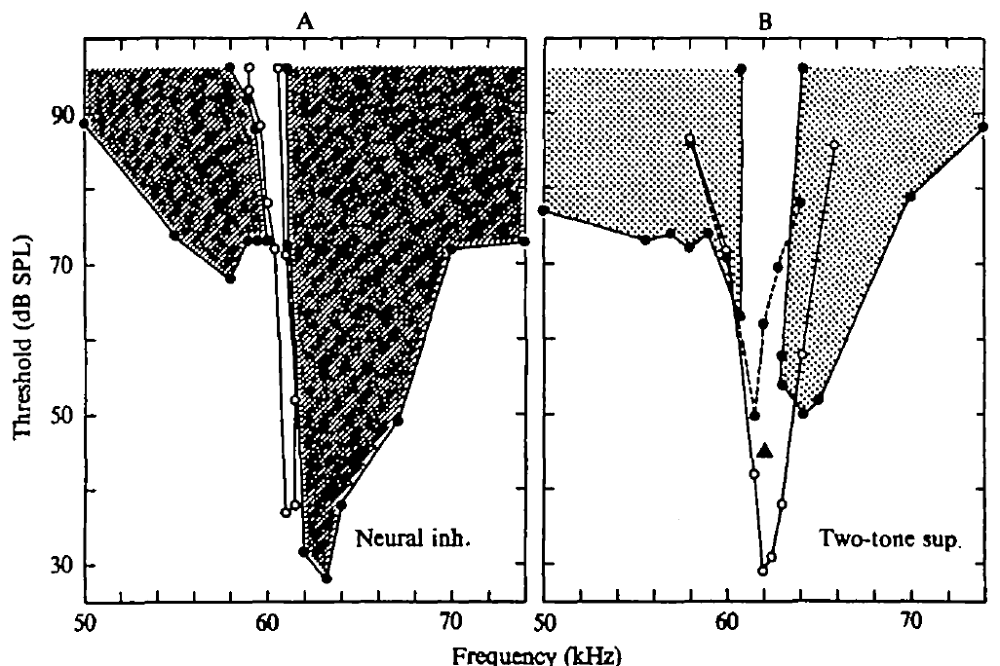 A
B
Threshold (dB SPL)
90
70
50
30
Neural inh.
Two-tone sup.
50 60 70
50 60 70
Frequency (kHz)